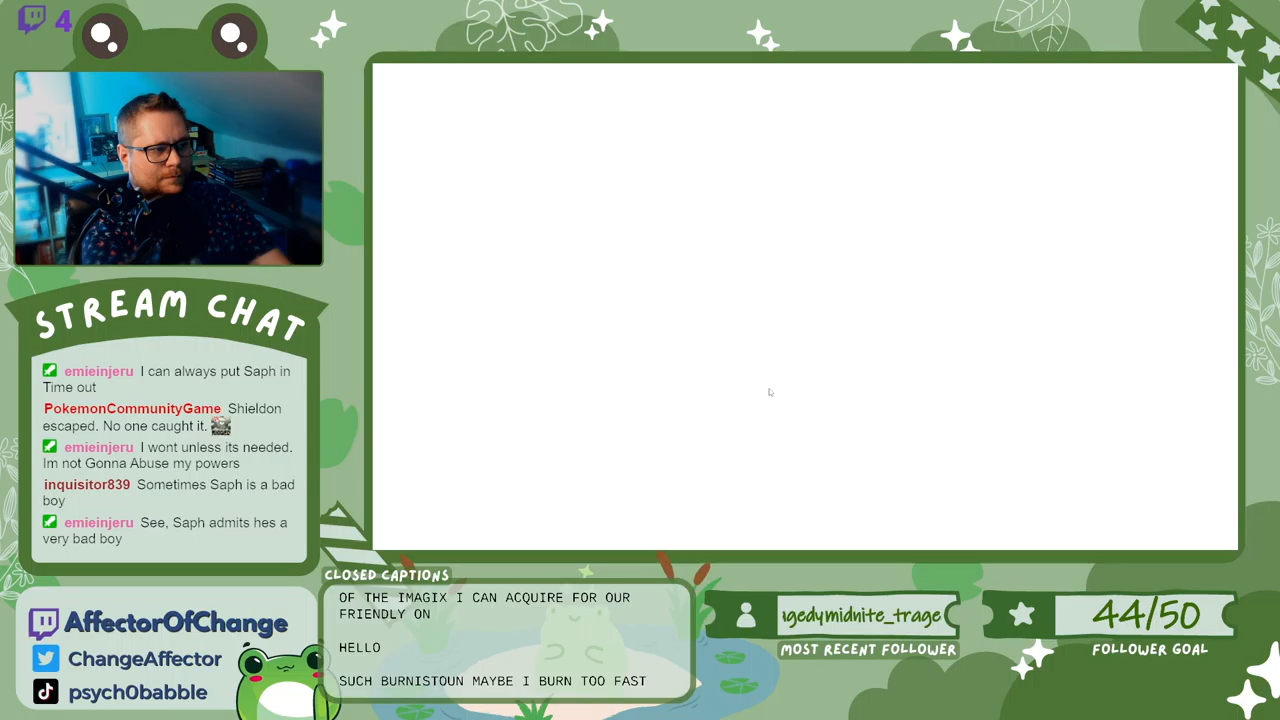 4
STREAM CHAT
emieinjeru I can always put Saph in
Time out
PokemonCommunityGame Shieldon
escaped. No one caught it.
emieinjeru I wont unless its needed.
Im not Gonna Abuse my powers
inquisitor839 Sometimes Saph is a bad
boy
emieinjeru See, Saph admits hes a
very bad boy
AffectorOfChange
ChangeAffector
psych0babble
CLOSED CAPTIONS
OF THE IMAGIX I CAN ACQUIRE FOR OUR
FRIENDLY ON
HELLO
SUCH BURNISTOUN MAYBE I BURN TOO FAST
igedymidnite_trage
MOST RECENT FOLLOWER
44/50
FOLLOWER GOAL